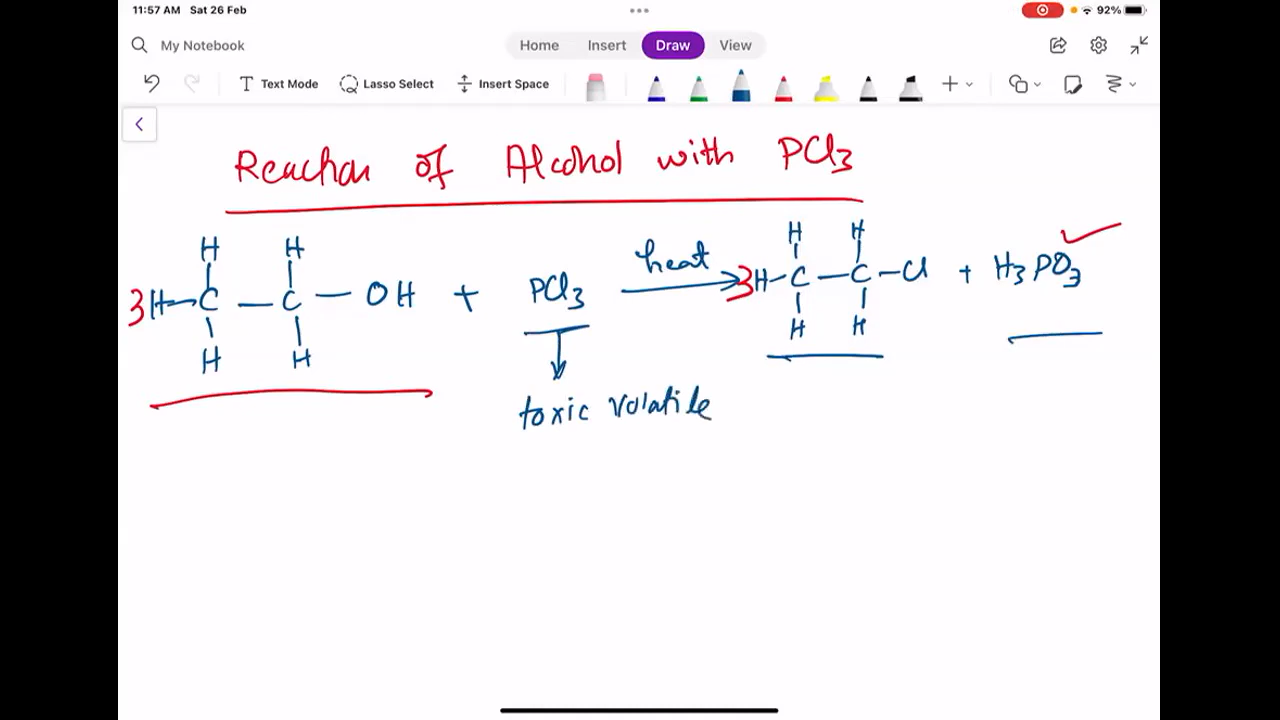 11:57 AM Sat 26 Feb
92%
My Notebook
Home Insert Draw View
Text Mode Lasso Select Insert Space
Reaction of Alcohol with PCl3
H H
3H-C-C-OH + PCl3 heat 3H-C-C-Cl + H3PO3
H H
H H
H H
toxic volatile